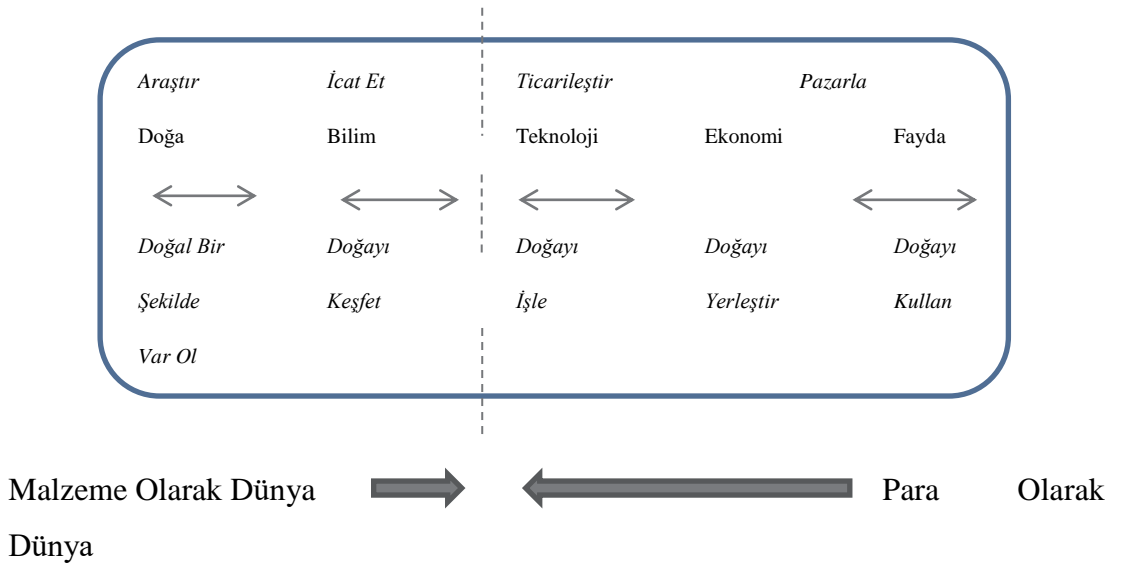 Araştır İcat Et Ticarileştir Pazarla
Doğa Bilim Teknoloji Ekonomi Fayda
Doğal Bir Doğayı Doğayı Doğayı Doğayı
Şekilde Keşfet İşle Yerleştir Kullan
Var Ol
Malzeme Olarak Dünya Para Olarak
Dünya